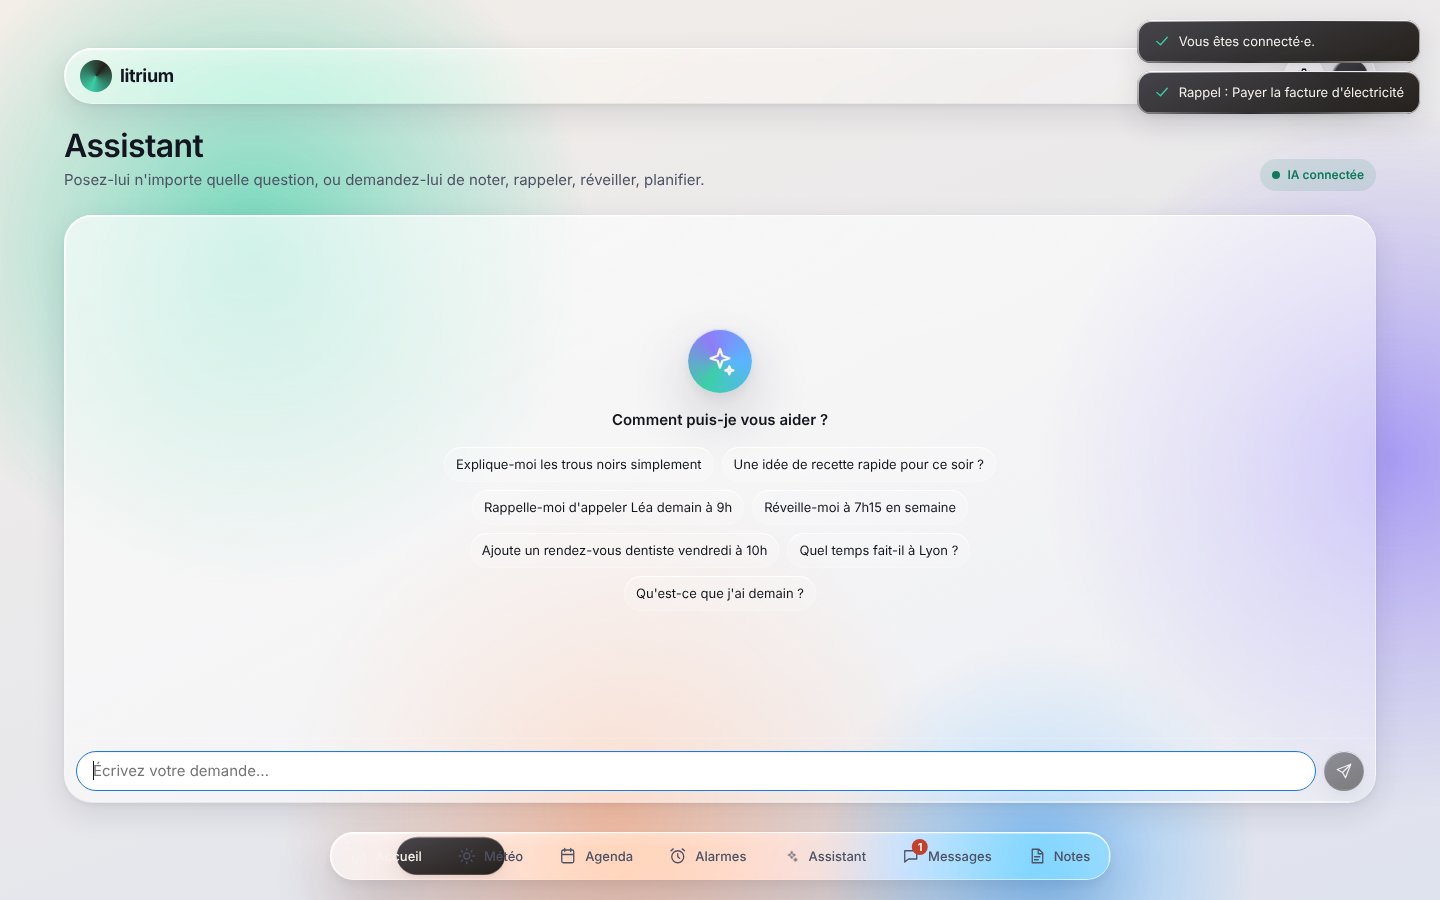 litrium
Vous êtes connecté·e.
Rappel : Payer la facture d'électricité
Assistant
Posez-lui n'importe quelle question, ou demandez-lui de noter, rappeler, réveiller, planifier.
IA connectée
Comment puis-je vous aider ?
Explique-moi les trous noirs simplement
Une idée de recette rapide pour ce soir ?
Rappelle-moi d'appeler Léa demain à 9h
Réveille-moi à 7h15 en semaine
Ajoute un rendez-vous dentiste vendredi à 10h
Quel temps fait-il à Lyon ?
Qu'est-ce que j'ai demain ?
Écrivez votre demande...
cueil
Météo
Agenda
Alarmes
Assistant
1
Messages
Notes